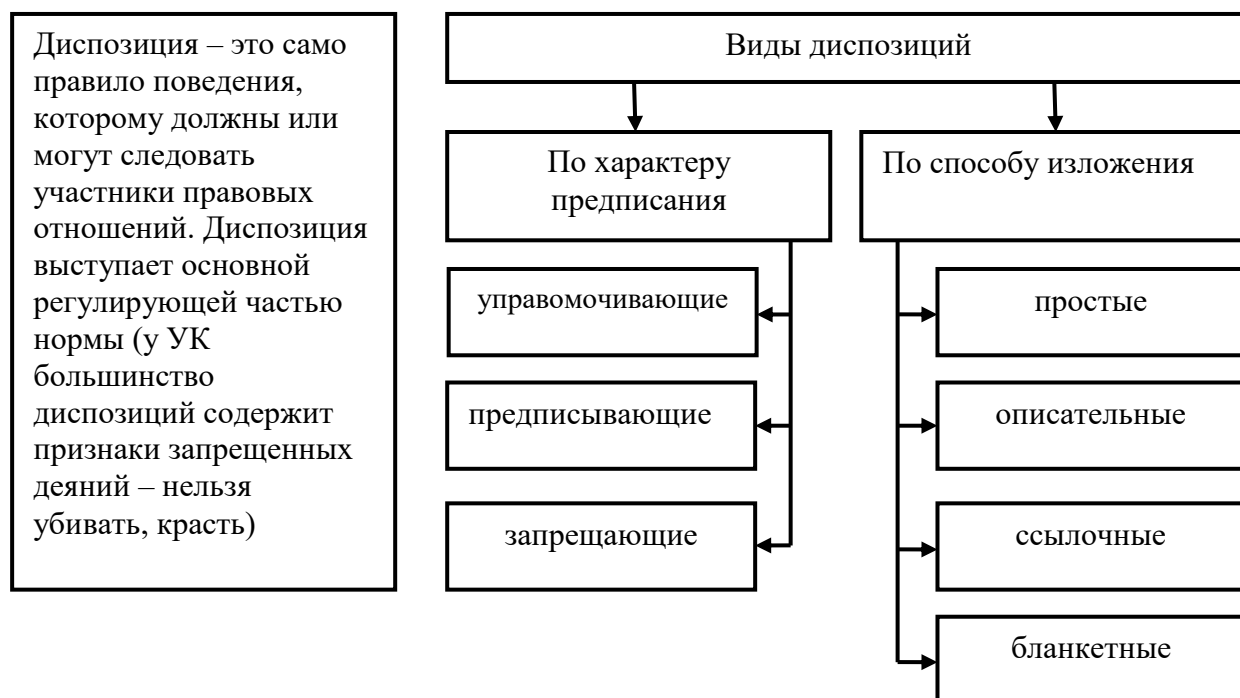 Диспозиция – это само
правило поведения,
которому должны или
могут следовать
участники правовых
отношений. Диспозиция
выступает основной
регулирующей частью
нормы (у УК
большинство
диспозиций содержит
признаки запрещенных
деяний – нельзя
убивать, красть)
Виды диспозиций
По характеру
предписания
управомочивающие
предписывающие
запрещающие
По способу изложения
простые
описательные
ссылочные
бланкетные